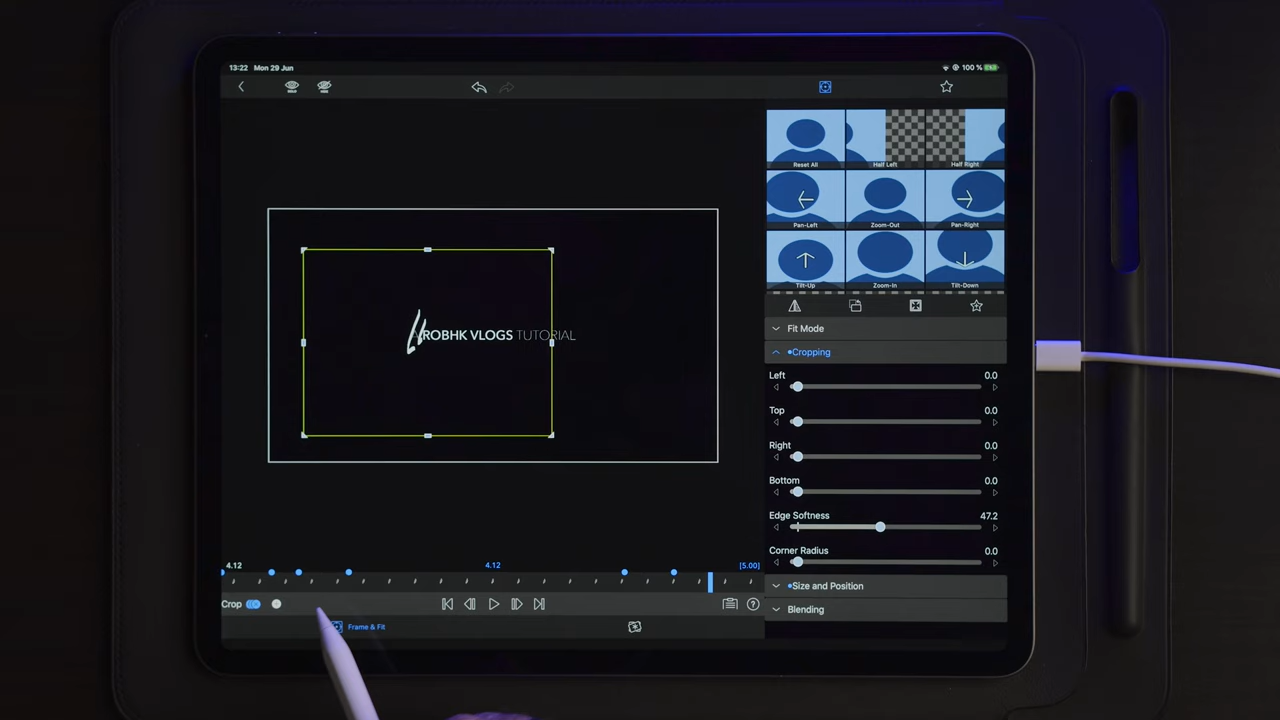 13:22 Mon 29 Jun
100 %
Reset All
Half Left
Half Right
Pan-Left
Zoom-Out
Pan-Right
Tilt-Up
Zoom-In
Tilt-Down
ROBHK VLOGS TUTORIAL
Fit Mode
Cropping
Left 0.0
Top 0.0
Right 0.0
Bottom 0.0
Edge Softness 47.2
Corner Radius 0.0
Size and Position
Blending
4.12 4.12 [5.00]
Crop
Frame & Fit